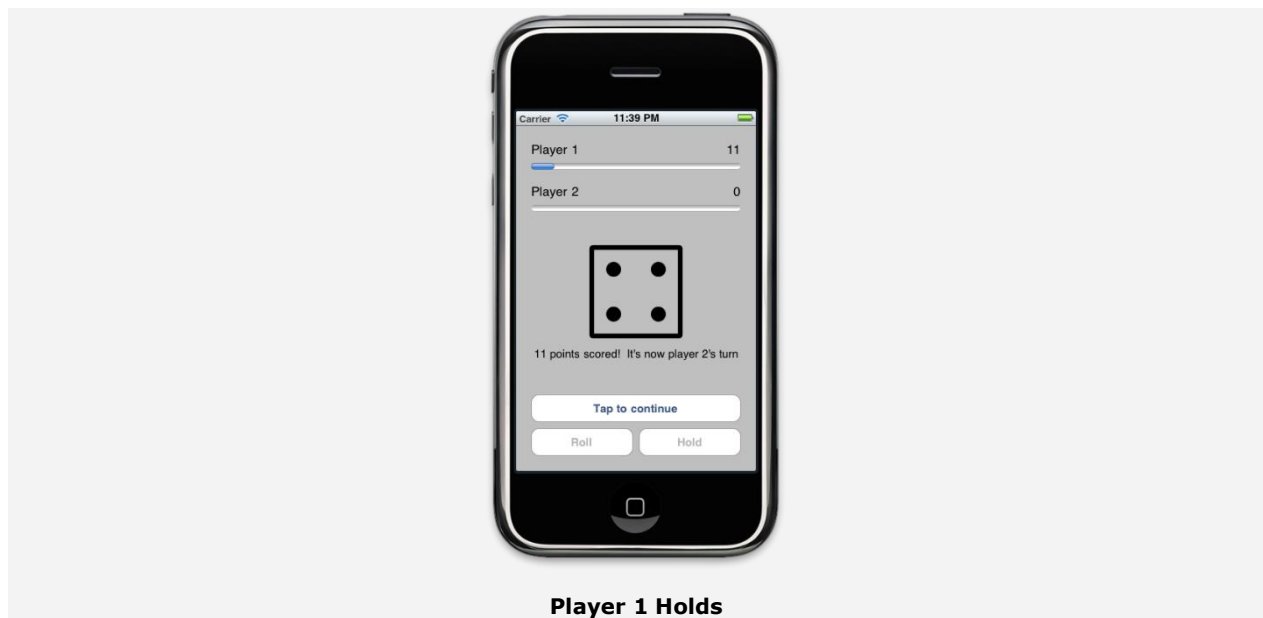 Carrier 11:39 PM
Player 1 11
Player 2 0
11 points scored! It's now player 2's turn
Tap to continue
Roll Hold
Player 1 Holds